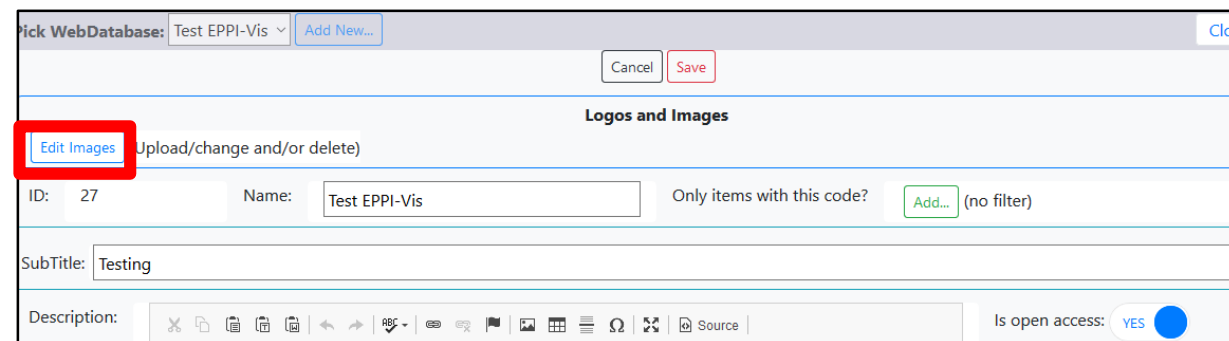 Pick WebDatabase: Test EPPI-Vis Add New... Clo
Cancel Save
Logos and Images
Edit Images Upload/change and/or delete)
ID: 27 Name: Test EPPI-Vis Only items with this code? Add... (no filter)
SubTitle: Testing
Description: ABC Ω Source Is open access: YES